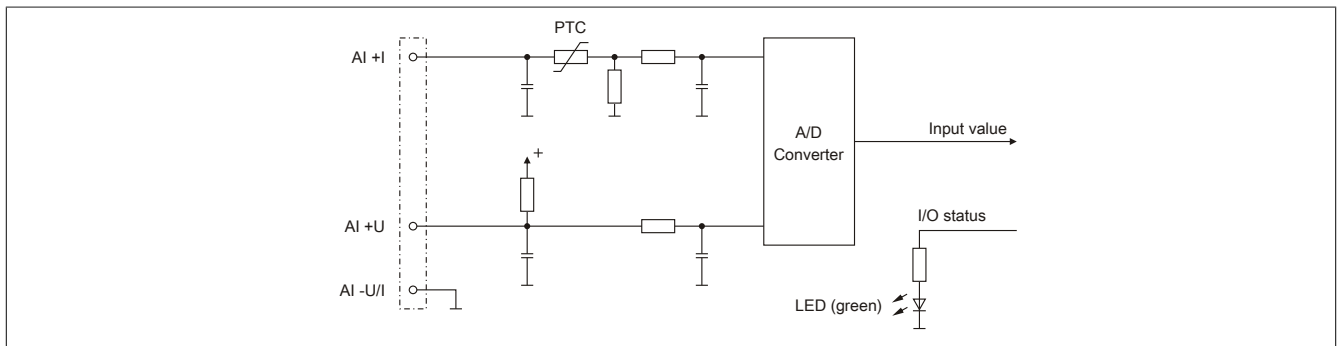 PTC
AI +I
A/D
Converter
Input value
+
AI +U
I/O status
AI -U/I
LED (green)